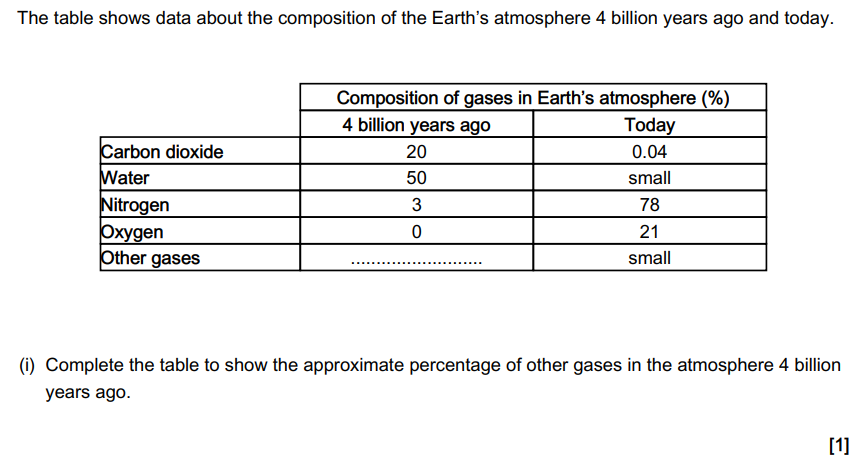 The table shows data about the composition of the Earth's atmosphere 4 billion years ago and today.
Composition of gases in Earth's atmosphere (%)
4 billion years ago Today
Carbon dioxide 20 0.04
Water 50 small
Nitrogen 3 78
Oxygen 0 21
Other gases .......................... small
(i) Complete the table to show the approximate percentage of other gases in the atmosphere 4 billion
years ago.
[1]